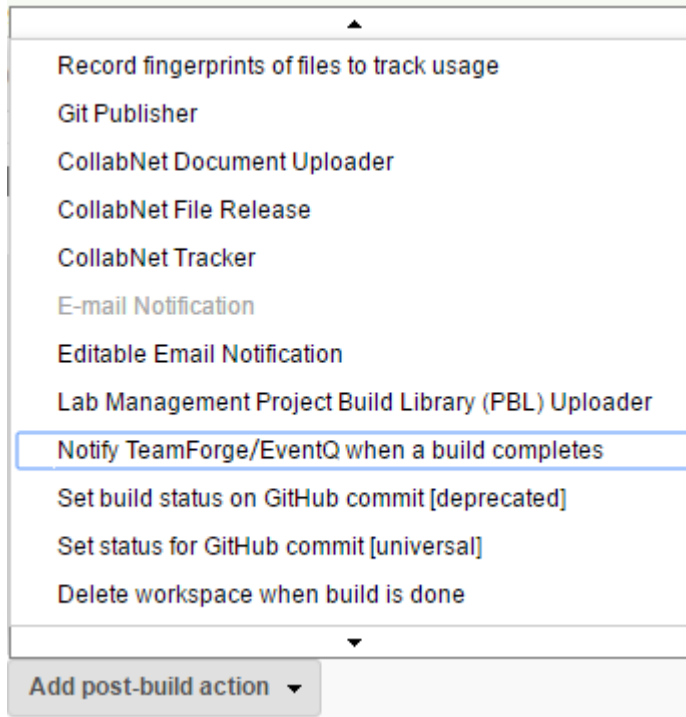 Record fingerprints of files to track usage
Git Publisher
CollabNet Document Uploader
CollabNet File Release
CollabNet Tracker
E-mail Notification
Editable Email Notification
Lab Management Project Build Library (PBL) Uploader
Notify TeamForge/EventQ when a build completes
Set build status on GitHub commit [deprecated]
Set status for GitHub commit [universal]
Delete workspace when build is done
Add post-build action